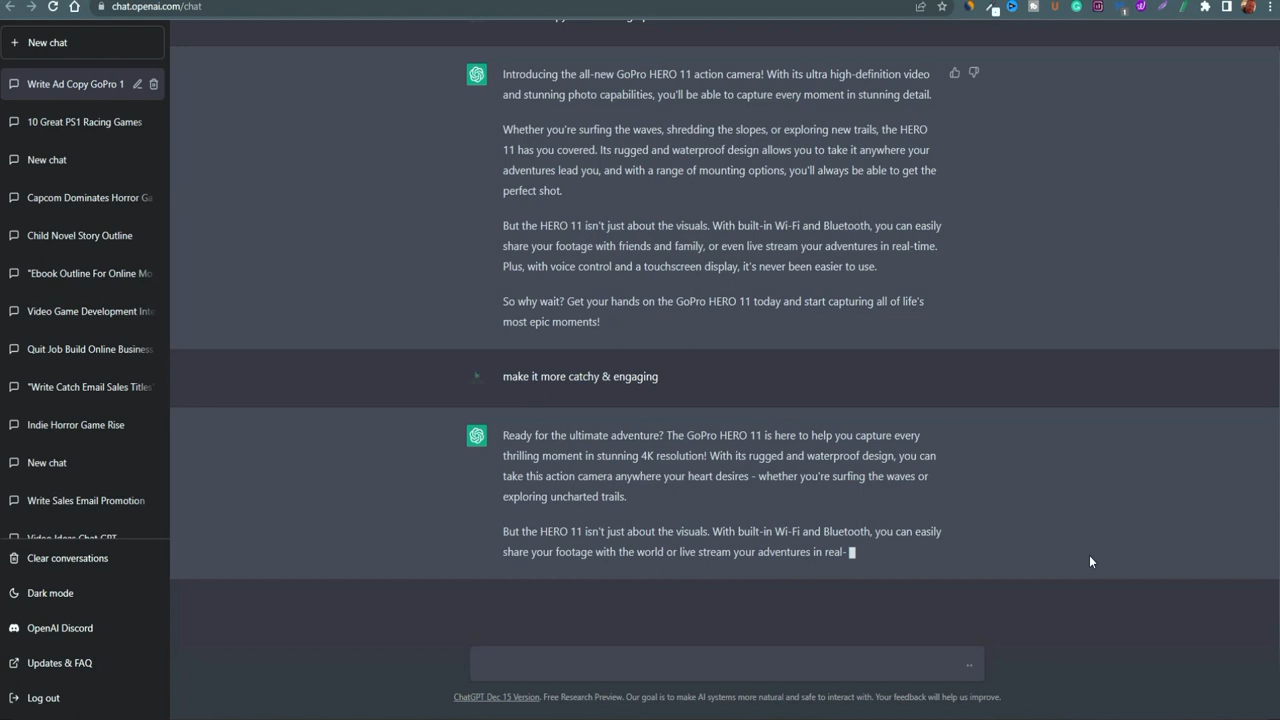 chat.openai.com/chat
New chat
Write Ad Copy GoPro 1
10 Great PS1 Racing Games
New chat
Capcom Dominates Horror Ga
Child Novel Story Outline
"Ebook Outline For Online Mo
Video Game Development Inte
Quit Job Build Online Business
"Write Catch Email Sales Titles"
Indie Horror Game Rise
New chat
Write Sales Email Promotion
Video Ideas Chat GPT
Clear conversations
Dark mode
OpenAI Discord
Updates & FAQ
Log out
Introducing the all-new GoPro HERO 11 action camera! With its ultra high-definition video
and stunning photo capabilities, you'll be able to capture every moment in stunning detail.
Whether you're surfing the waves, shredding the slopes, or exploring new trails, the HERO
11 has you covered. Its rugged and waterproof design allows you to take it anywhere your
adventures lead you, and with a range of mounting options, you'll always be able to get the
perfect shot.
But the HERO 11 isn't just about the visuals. With built-in Wi-Fi and Bluetooth, you can easily
share your footage with friends and family, or even live stream your adventures in real-time.
Plus, with voice control and a touchscreen display, it's never been easier to use.
So why wait? Get your hands on the GoPro HERO 11 today and start capturing all of life's
most epic moments!
make it more catchy & engaging
Ready for the ultimate adventure? The GoPro HERO 11 is here to help you capture every
thrilling moment in stunning 4K resolution! With its rugged and waterproof design, you can
take this action camera anywhere your heart desires - whether you're surfing the waves or
exploring uncharted trails.
But the HERO 11 isn't just about the visuals. With built-in Wi-Fi and Bluetooth, you can easily
share your footage with the world or live stream your adventures in real-
ChatGPT Dec 15 Version. Free Research Preview. Our goal is to make AI systems more natural and safe to interact with. Your feedback will help us improve.